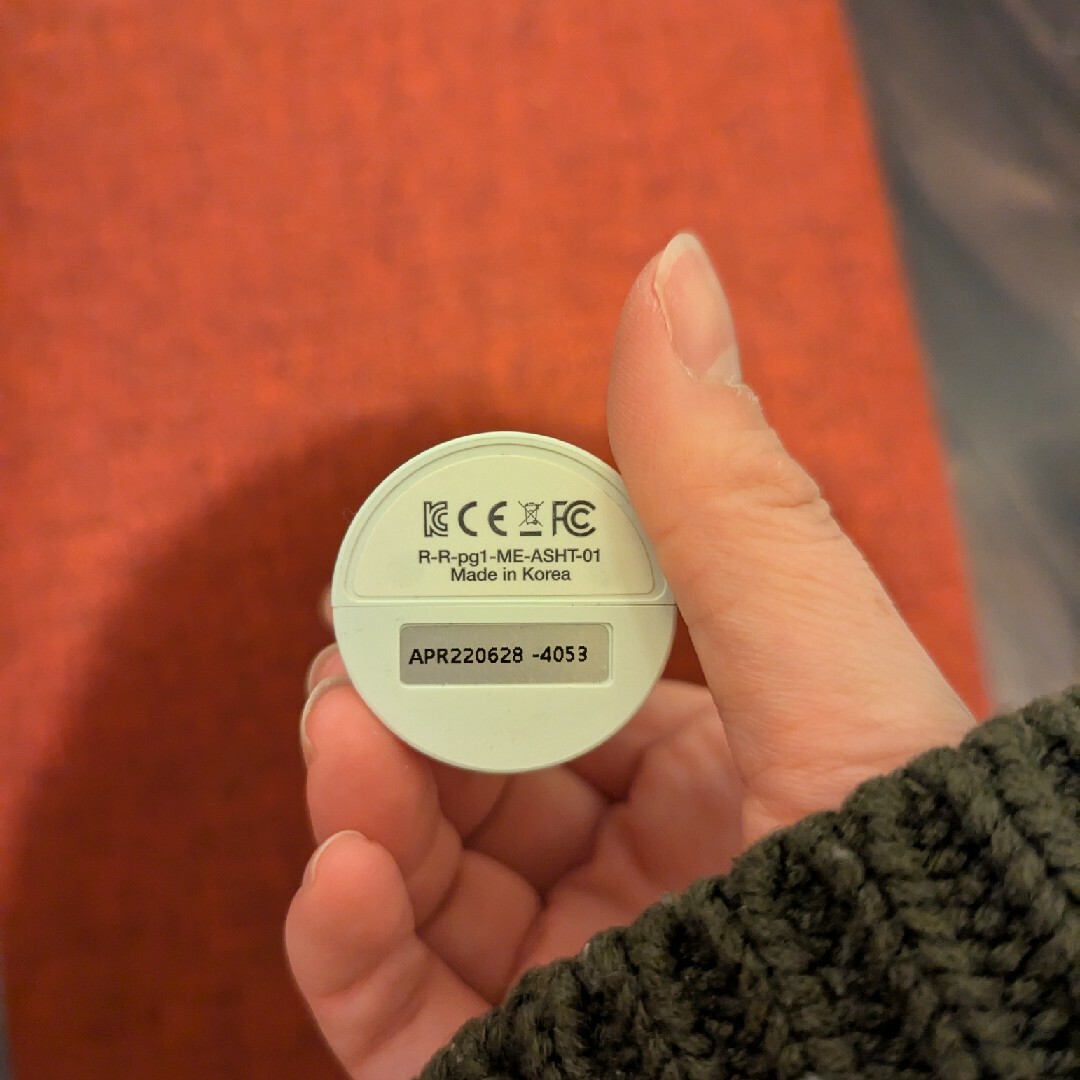 KC CE FC
R-R-pg1-ME-ASHT-01
Made in Korea
APR220628 -4053